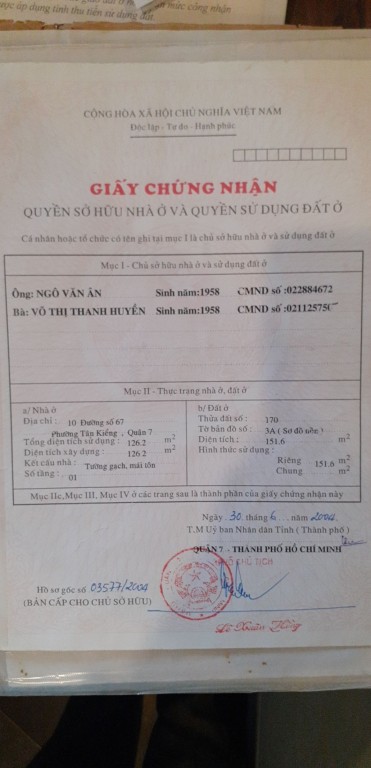 CỘNG HÒA XÃ HỘI CHỦ NGHĨA VIỆT NAM
Độc lập - Tự do - Hạnh phúc
GIẤY CHỨNG NHẬN
QUYỀN SỞ HỮU NHÀ Ở VÀ QUYỀN SỬ DỤNG ĐẤT Ở
Cá nhân hoặc tổ chức có tên ghi tại mục I là chủ sở hữu nhà ở và sử dụng đất ở
Mục I - Chủ sở hữu nhà ở và sử dụng đất ở
Ông: NGÔ VĂN ÂN Sinh năm:1958 CMND số :022884672
Bà: VÕ THỊ THANH HUYỀN Sinh năm:1958 CMND số :02112575
Mục II - Thực trạng nhà ở, đất ở
a/ Nhà ở
Địa chỉ : 10 Đường số 67
Phường Tân Kiểng , Quận 7
Tổng diện tích sử dụng : 126.2 m2
Diện tích xây dựng : 126.2 m2
Kết cấu nhà : Tường gạch, mái tôn
Số tầng : 01
b/ Đất ở
Thửa đất số : 170
Tờ bản đồ số : 3A ( Sơ đồ nền )
Diện tích : 151.6 m2
Hình thức sử dụng :
Riêng 151.6 m2
Chung m2
Mục IIc, Mục III, Mục IV ở các trang sau là thành phần của giấy chứng nhận này
Ngày 30 tháng 6 năm 2004
T.M Uỷ ban Nhân dân Tỉnh ( Thành phố )
QUẬN 7 - THÀNH PHỐ HỒ CHÍ MINH
CHỦ TỊCH
Hồ sơ gốc số 03577/2004
(BẢN CẤP CHO CHỦ SỞ HỮU)